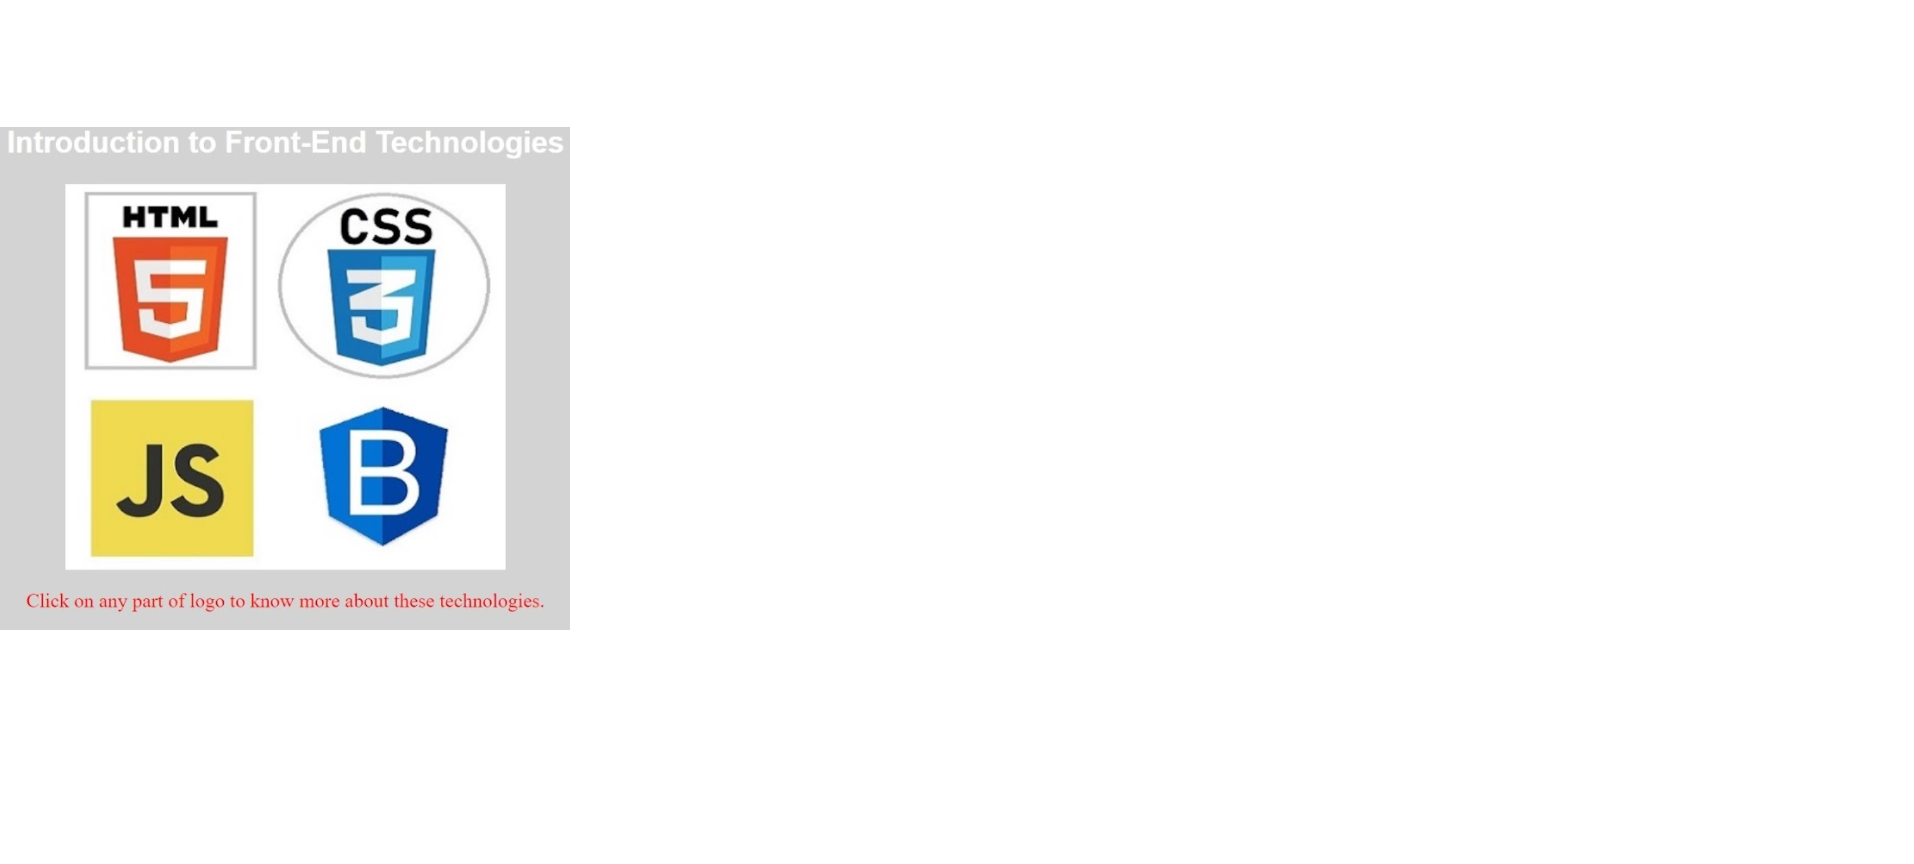 Introduction to Front-End Technologies
HTML
5
CSS
3
JS
B
Click on any part of logo to know more about these technologies.